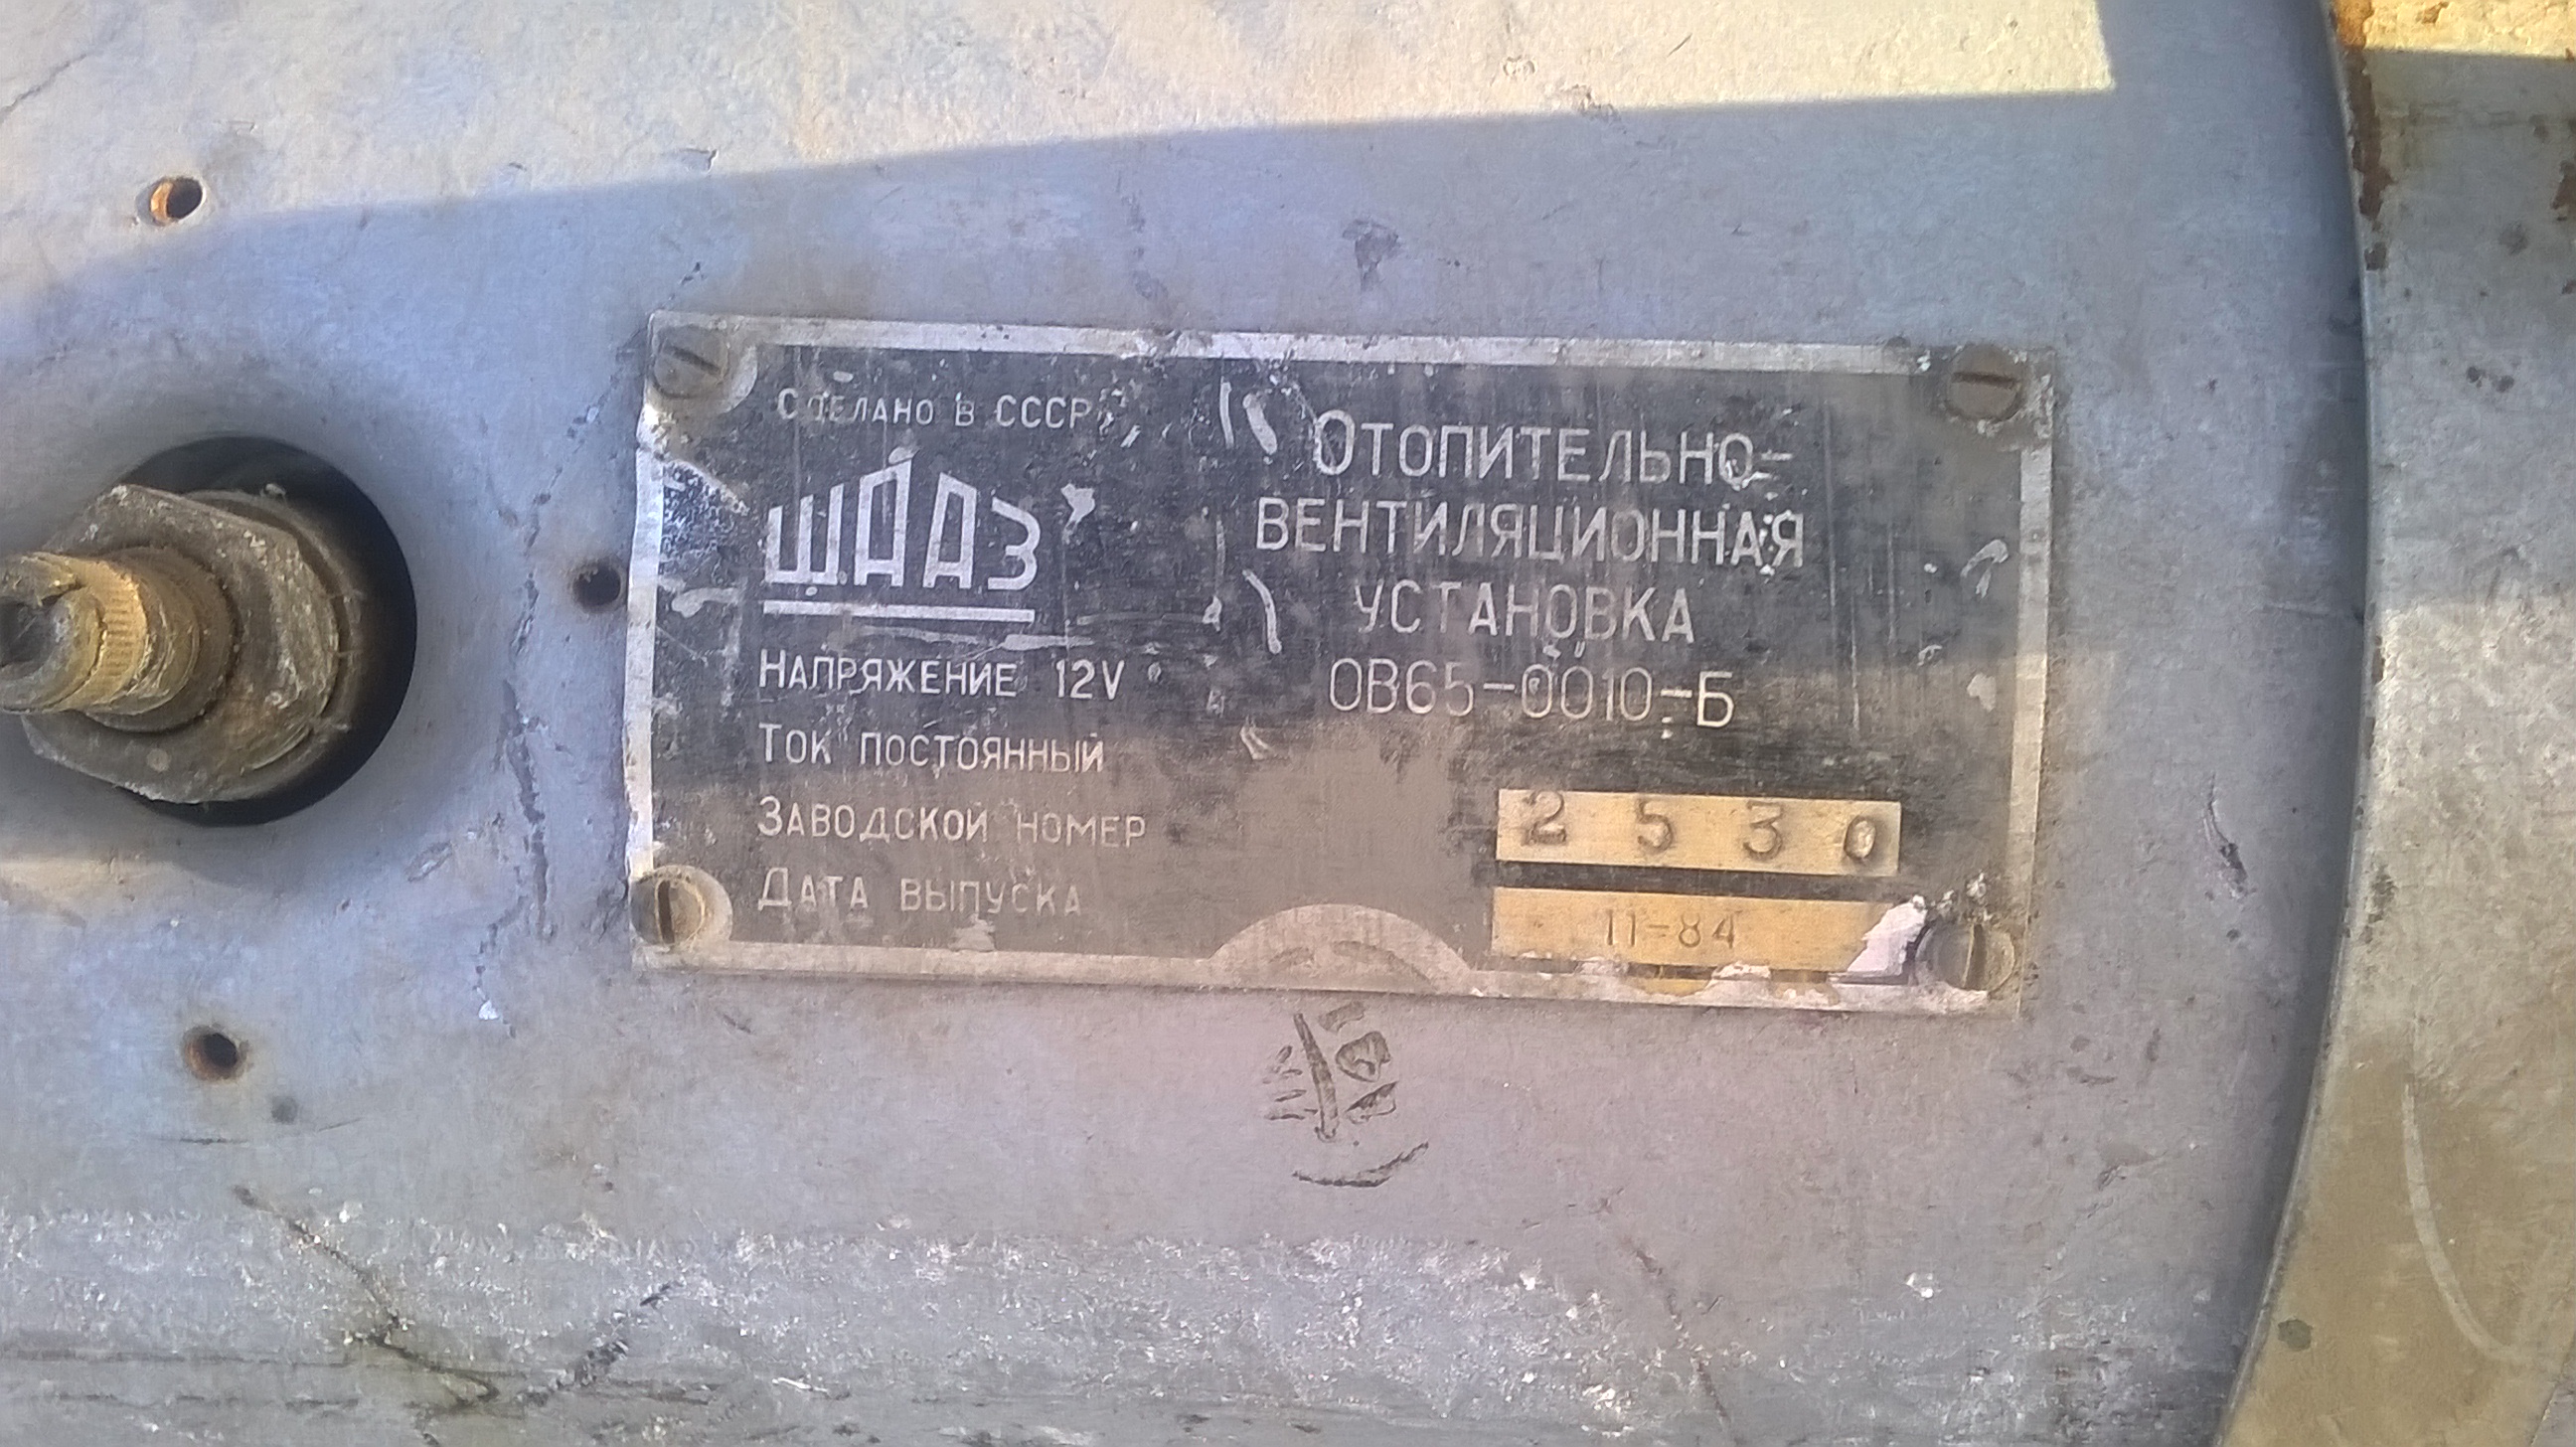 СДЕЛАНО В СССР
ШААЗ
НАПРЯЖЕНИЕ 12V
ТОК ПОСТОЯННЫЙ
ЗАВОДСКОЙ НОМЕР
ДАТА ВЫПУСКА
ОТОПИТЕЛЬНО-
ВЕНТИЛЯЦИОННАЯ
УСТАНОВКА
ОВ65-0010-Б
2530
11-84